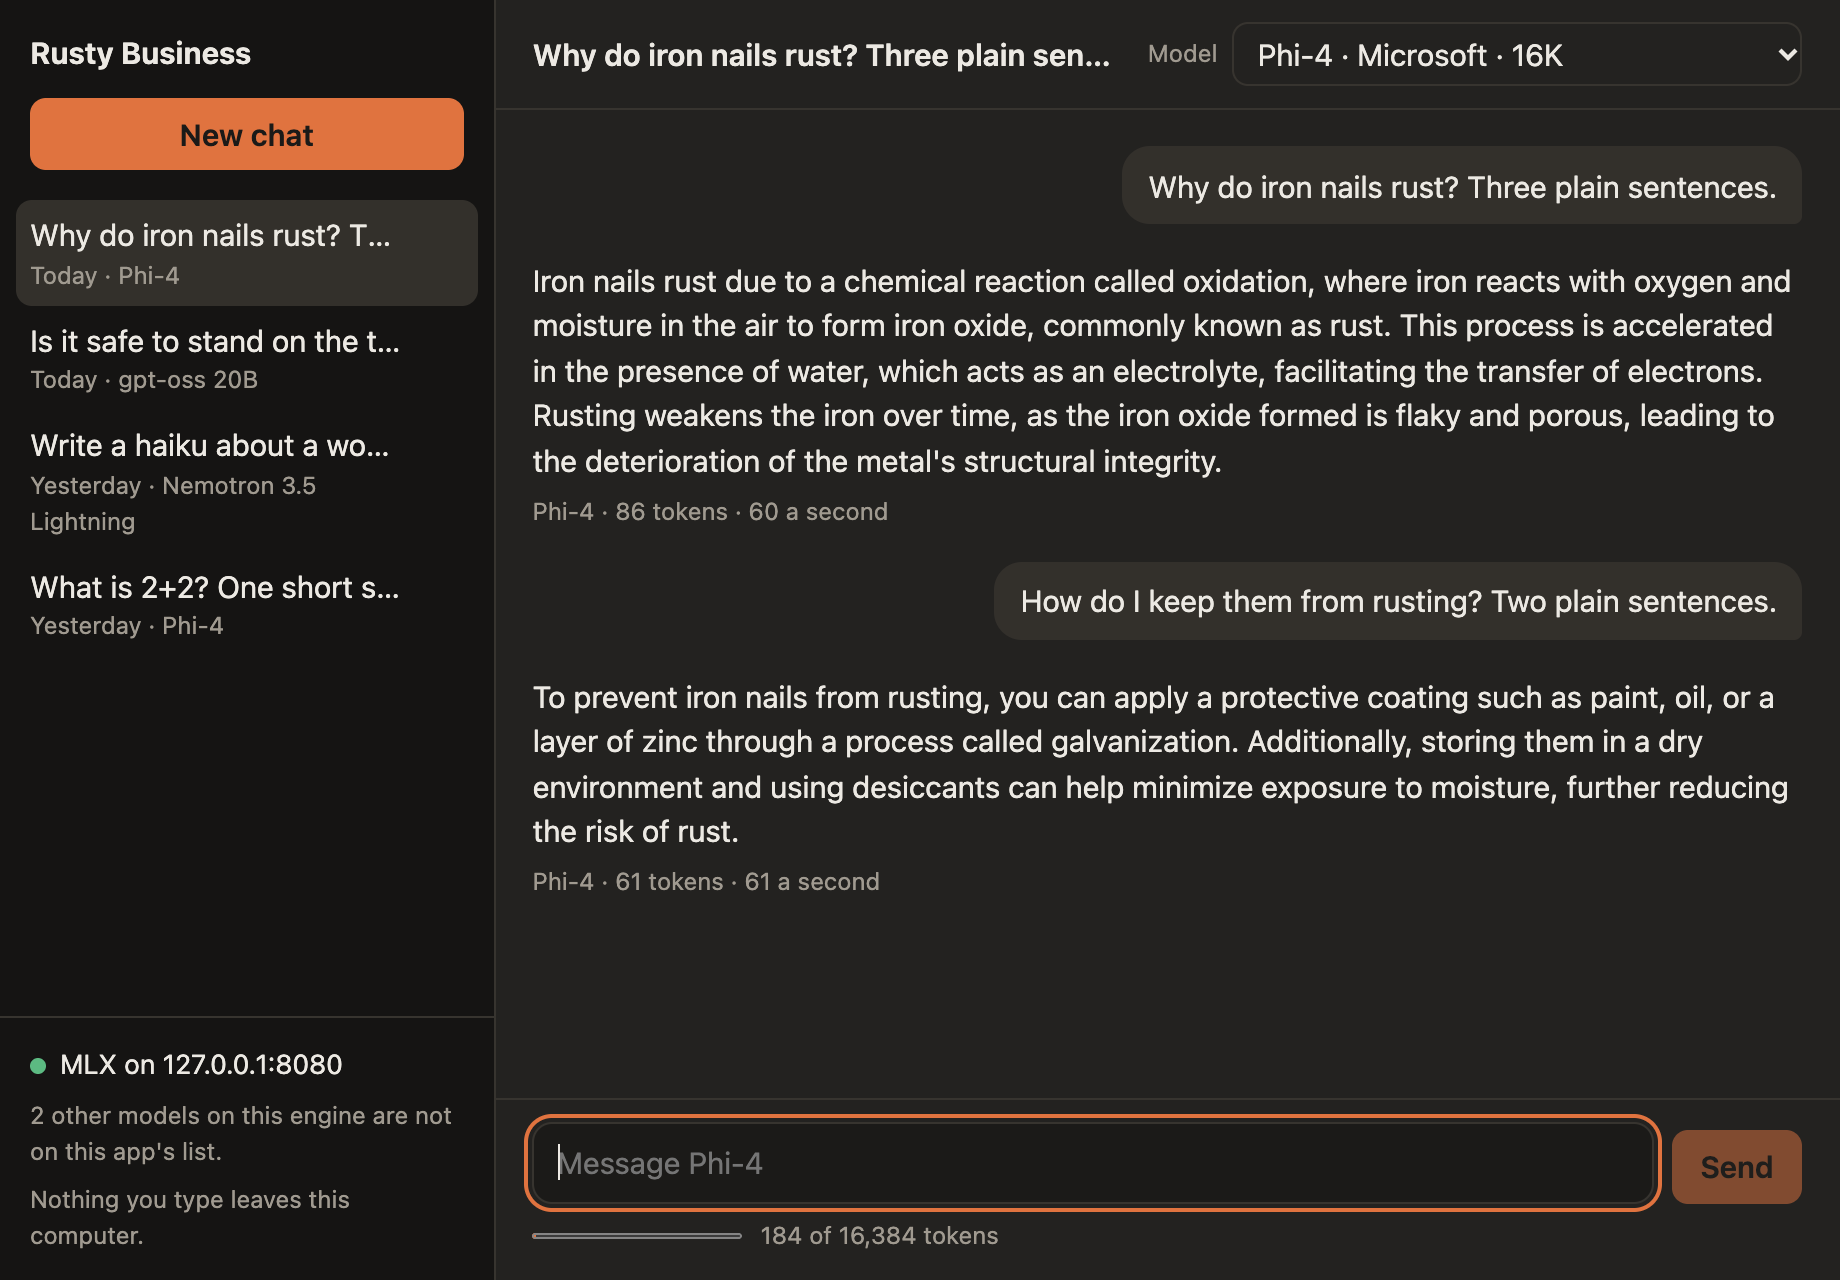 Rusty Business
New chat
Why do iron nails rust? T...
Today · Phi-4
Is it safe to stand on the t...
Today · gpt-oss 20B
Write a haiku about a wo...
Yesterday · Nemotron 3.5
Lightning
What is 2+2? One short s...
Yesterday · Phi-4
MLX on 127.0.0.1:8080
2 other models on this engine are not
on this app's list.
Nothing you type leaves this
computer.
Why do iron nails rust? Three plain sen...
Model
Phi-4 · Microsoft · 16K
Why do iron nails rust? Three plain sentences.
Iron nails rust due to a chemical reaction called oxidation, where iron reacts with oxygen and
moisture in the air to form iron oxide, commonly known as rust. This process is accelerated
in the presence of water, which acts as an electrolyte, facilitating the transfer of electrons.
Rusting weakens the iron over time, as the iron oxide formed is flaky and porous, leading to
the deterioration of the metal's structural integrity.
Phi-4 · 86 tokens · 60 a second
How do I keep them from rusting? Two plain sentences.
To prevent iron nails from rusting, you can apply a protective coating such as paint, oil, or a
layer of zinc through a process called galvanization. Additionally, storing them in a dry
environment and using desiccants can help minimize exposure to moisture, further reducing
the risk of rust.
Phi-4 · 61 tokens · 61 a second
Message Phi-4
Send
184 of 16,384 tokens